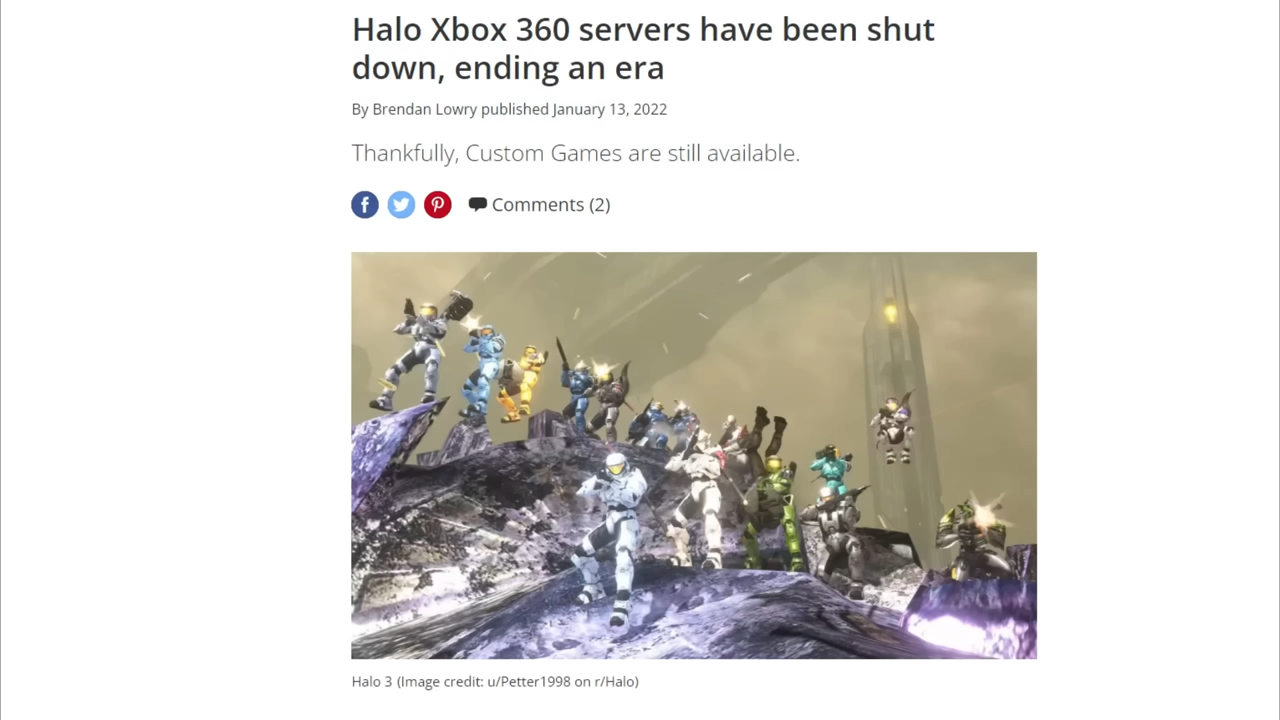 Halo Xbox 360 servers have been shut
down, ending an era
By Brendan Lowry published January 13, 2022
Thankfully, Custom Games are still available.
Comments (2)
Halo 3 (Image credit: u/Petter1998 on r/Halo)